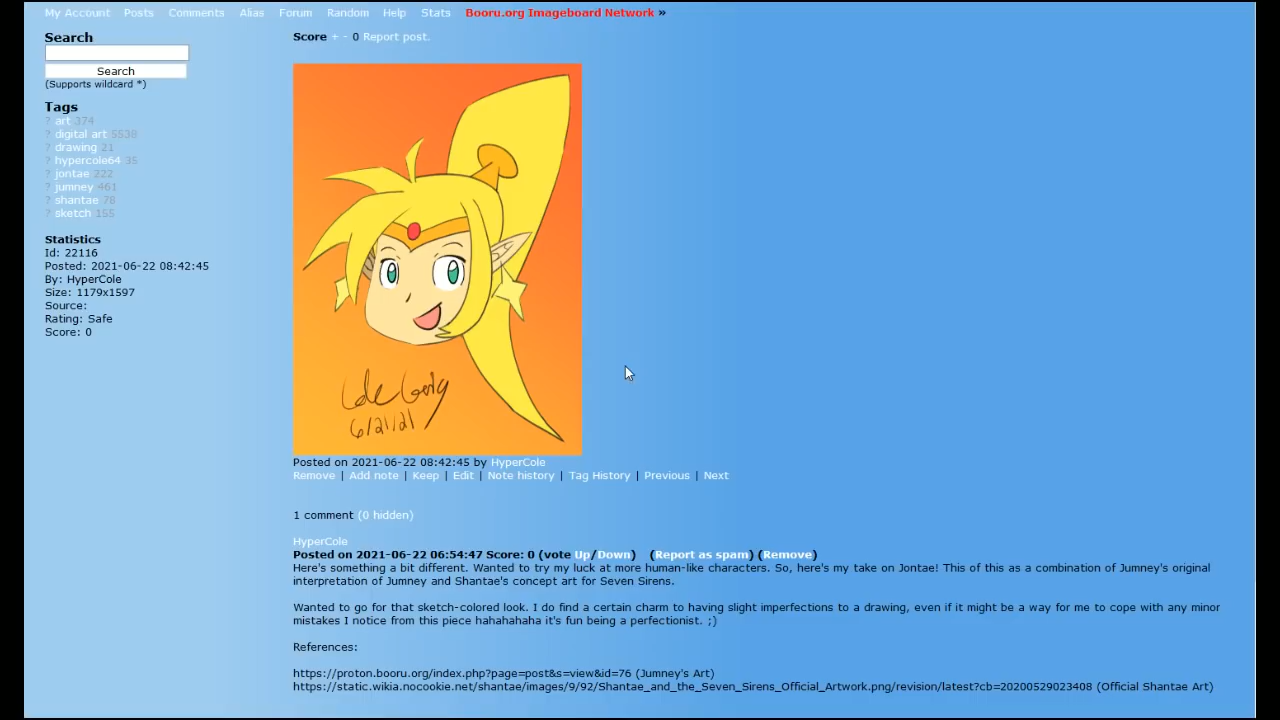 My Account Posts Comments Alias Forum Random Help Stats Booru.org Imageboard Network »
Search
Search
(Supports wildcard *)
Tags
? art 374
? digital art 5538
? drawing 21
? hypercole64 35
? jontae 222
? jumney 461
? shantae 78
? sketch 155
Statistics
Id: 22116
Posted: 2021-06-22 08:42:45
By: HyperCole
Size: 1179x1597
Source:
Rating: Safe
Score: 0
Score + - 0 Report post.
6/21/21
Posted on 2021-06-22 08:42:45 by HyperCole
Remove | Add note | Keep | Edit | Note history | Tag History | Previous | Next
1 comment (0 hidden)
HyperCole
Posted on 2021-06-22 06:54:47 Score: 0 (vote Up/Down) (Report as spam) (Remove)
Here's something a bit different. Wanted to try my luck at more human-like characters. So, here's my take on Jontae! This of this as a combination of Jumney's original
interpretation of Jumney and Shantae's concept art for Seven Sirens.
Wanted to go for that sketch-colored look. I do find a certain charm to having slight imperfections to a drawing, even if it might be a way for me to cope with any minor
mistakes I notice from this piece hahahahaha it's fun being a perfectionist. ;)
References:
https://proton.booru.org/index.php?page=post&s=view&id=76 (Jumney's Art)
https://static.wikia.nocookie.net/shantae/images/9/92/Shantae_and_the_Seven_Sirens_Official_Artwork.png/revision/latest?cb=20200529023408 (Official Shantae Art)